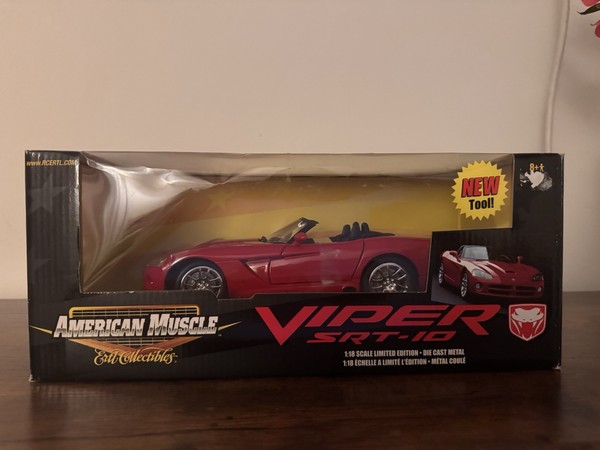 WWW.RCERTL.COM
8+
NEW
Tool!
AMERICAN MUSCLE
Ertl Collectibles
VIPER
SRT-10
1:18 SCALE LIMITED EDITION • DIE CAST METAL
1:18 ÉCHELLE A LIMITÉ L'ÉDITION • MÉTAL COULÉ